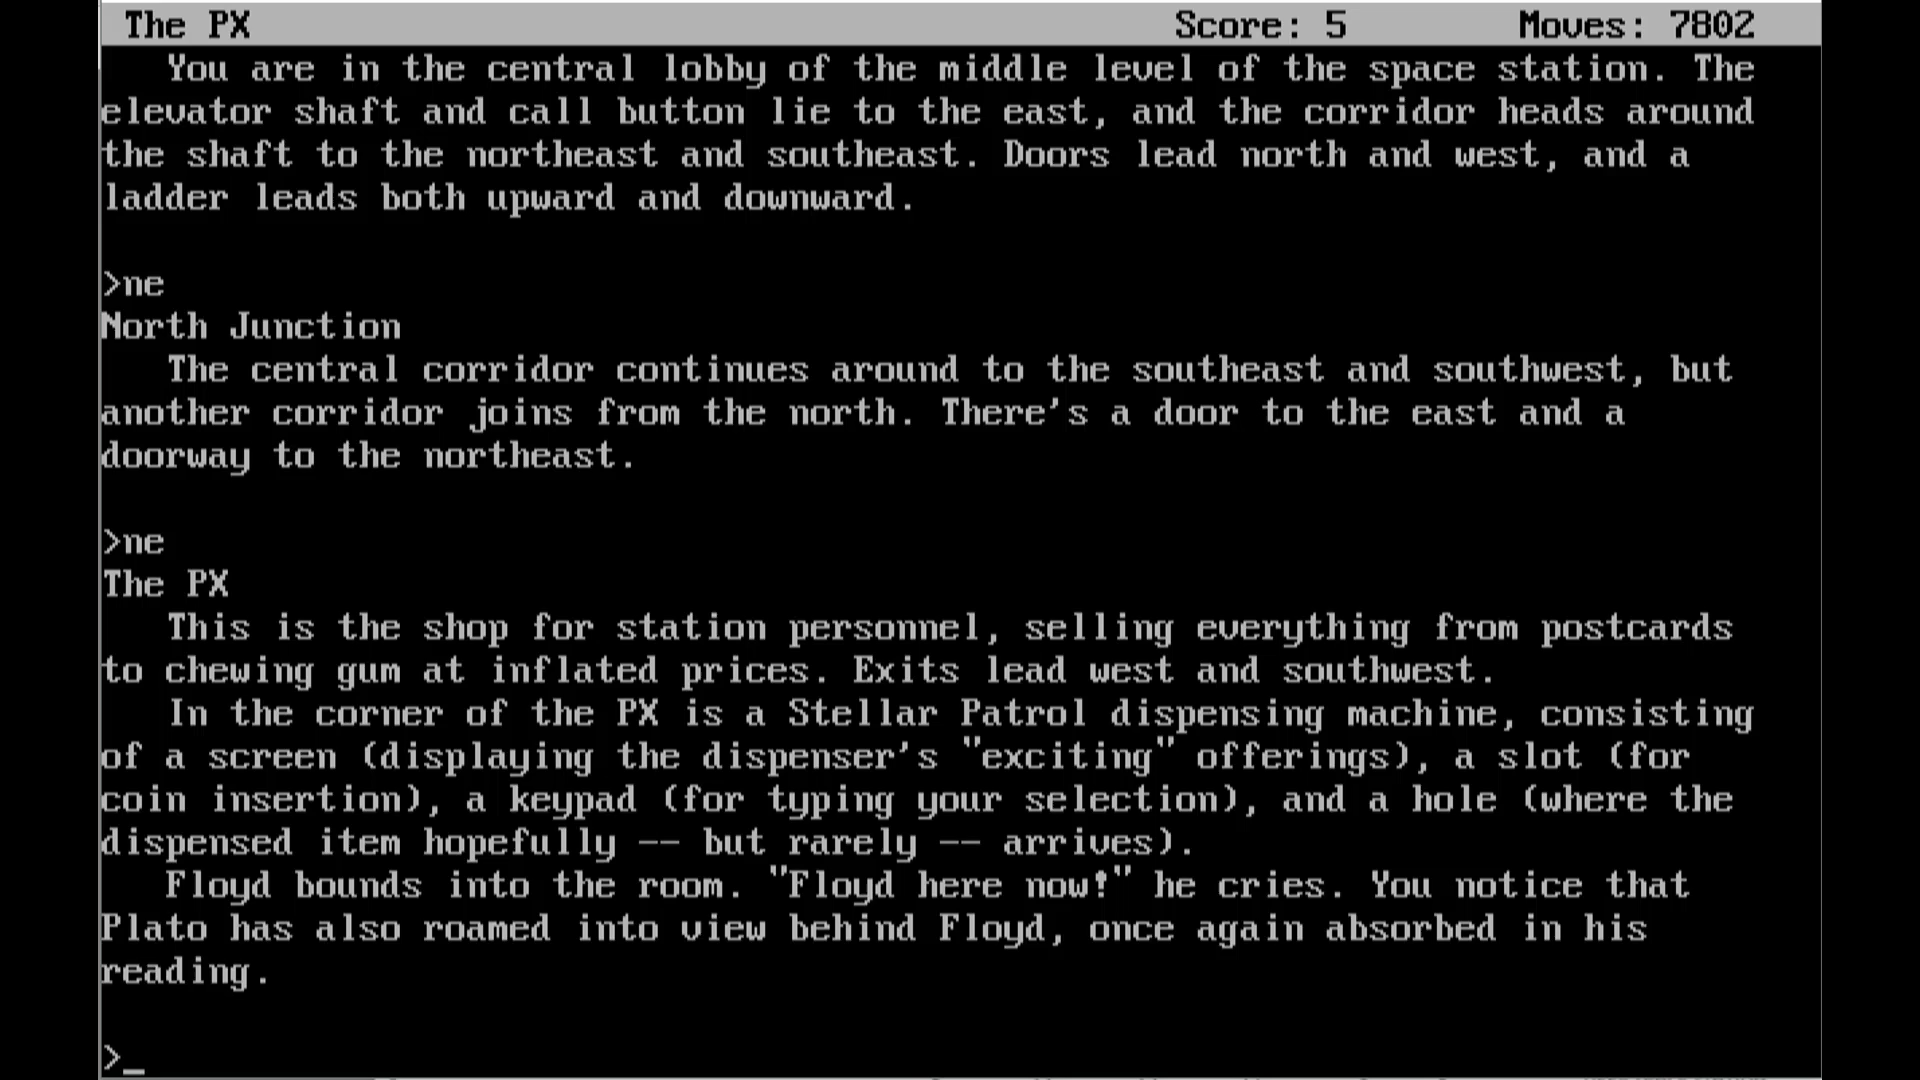 The PX Score: 5 Moves: 7802
You are in the central lobby of the middle level of the space station. The
elevator shaft and call button lie to the east, and the corridor heads around
the shaft to the northeast and southeast. Doors lead north and west, and a
ladder leads both upward and downward.
>ne
North Junction
The central corridor continues around to the southeast and southwest, but
another corridor joins from the north. There's a door to the east and a
doorway to the northeast.
>ne
The PX
This is the shop for station personnel, selling everything from postcards
to chewing gum at inflated prices. Exits lead west and southwest.
In the corner of the PX is a Stellar Patrol dispensing machine, consisting
of a screen (displaying the dispenser's "exciting" offerings), a slot (for
coin insertion), a keypad (for typing your selection), and a hole (where the
dispensed item hopefully -- but rarely -- arrives).
Floyd bounds into the room. "Floyd here now!" he cries. You notice that
Plato has also roamed into view behind Floyd, once again absorbed in his
reading.
>_